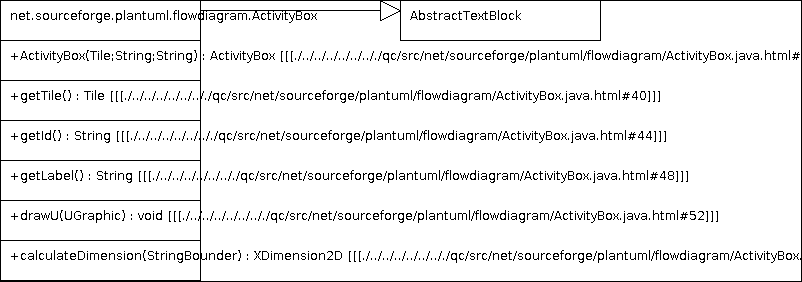 net.sourceforge.plantuml.flowdiagram.ActivityBox
AbstractTextBlock
+ActivityBox(Tile;String;String) : ActivityBox [[[./../../../../../../../qc/src/net/sourceforge/plantuml/flowdiagram/ActivityBox.java.html#
+getTile() : Tile [[[./../../../../../../../qc/src/net/sourceforge/plantuml/flowdiagram/ActivityBox.java.html#40]]]
+getId() : String [[[./../../../../../../../qc/src/net/sourceforge/plantuml/flowdiagram/ActivityBox.java.html#44]]]
+getLabel() : String [[[./../../../../../../../qc/src/net/sourceforge/plantuml/flowdiagram/ActivityBox.java.html#48]]]
+drawU(UGraphic) : void [[[./../../../../../../../qc/src/net/sourceforge/plantuml/flowdiagram/ActivityBox.java.html#52]]]
+calculateDimension(StringBounder) : XDimension2D [[[./../../../../../../../qc/src/net/sourceforge/plantuml/flowdiagram/ActivityBox.